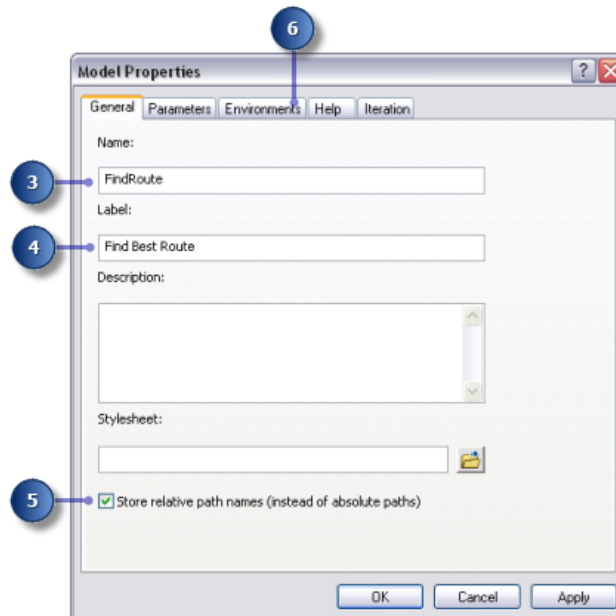 6
Model Properties
General Parameters Environments Help Iteration
Name:
3
FindRoute
Label:
4
Find Best Route
Description:
Stylesheet:
5
Store relative path names (instead of absolute paths)
OK Cancel Apply